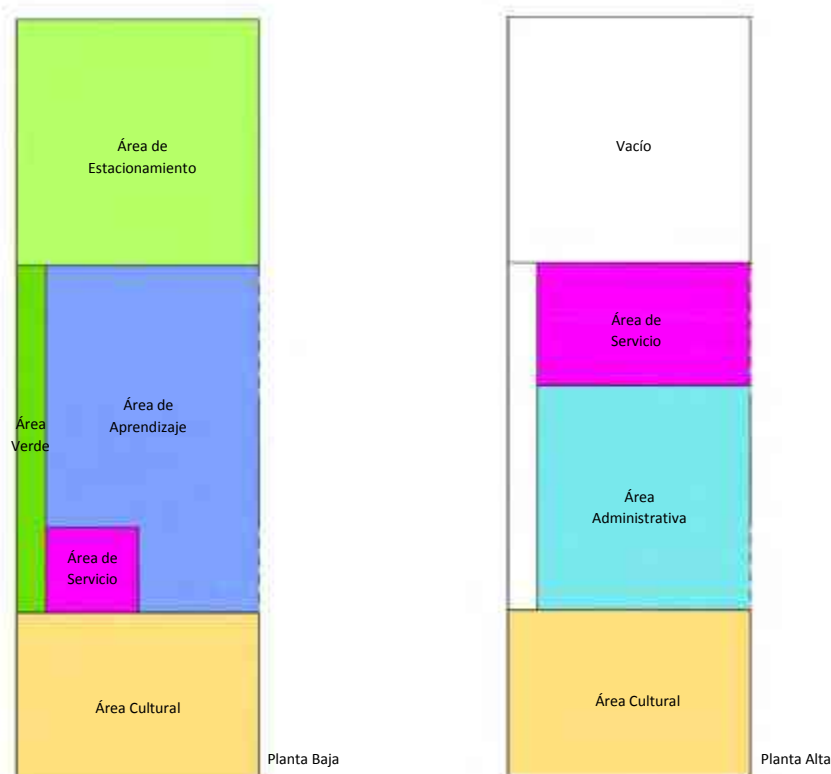 Área de
Estacionamiento
Área
Verde
Área de
Aprendizaje
Área de
Servicio
Área Cultural
Planta Baja
Vacío
Área de
Servicio
Área
Administrativa
Área Cultural
Planta Alta